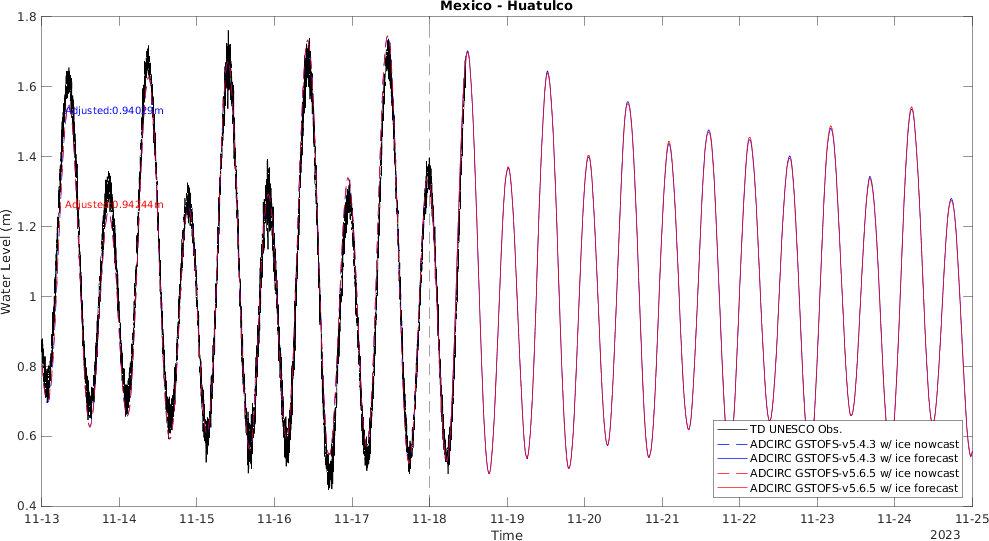 Mexico - Huatulco
1.8
1.6
1.4
1.2
1
0.8
0.6
0.4
Water Level (m)
Adjusted:0.94029m
Adjusted:0.94244m
TD UNESCO Obs.
ADCIRC GSTOFS-v5.4.3 w/ ice nowcast
ADCIRC GSTOFS-v5.4.3 w/ ice forecast
ADCIRC GSTOFS-v5.6.5 w/ ice nowcast
ADCIRC GSTOFS-v5.6.5 w/ ice forecast
11-13 11-14 11-15 11-16 11-17 11-18 11-19 11-20 11-21 11-22 11-23 11-24 11-25
Time
2023